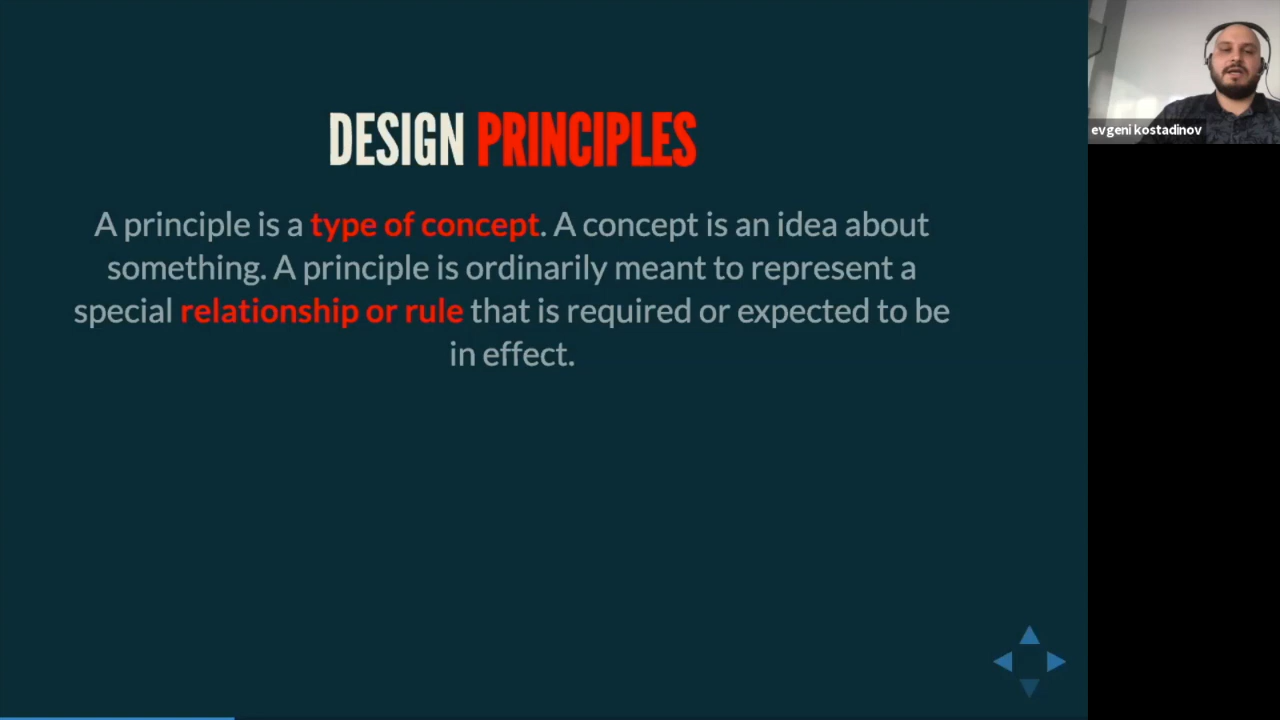 DESIGN PRINCIPLES
A principle is a type of concept. A concept is an idea about
something. A principle is ordinarily meant to represent a
special relationship or rule that is required or expected to be
in effect.
evgeni kostadinov